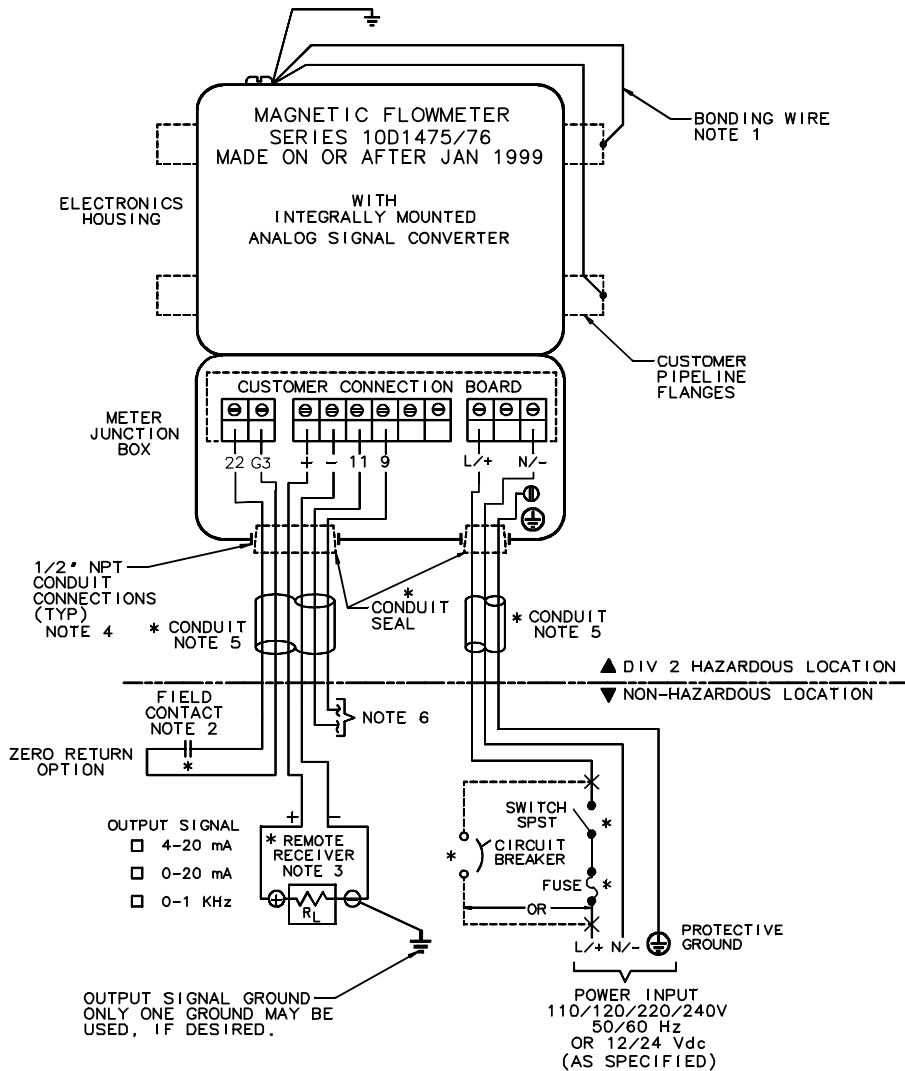 MAGNETIC FLOWMETER
SERIES 10D1475/76
MADE ON OR AFTER JAN 1999
WITH
INTEGRALLY MOUNTED
ANALOG SIGNAL CONVERTER
BONDING WIRE
NOTE 1
ELECTRONICS
HOUSING
CUSTOMER
PIPELINE
FLANGES
CUSTOMER CONNECTION BOARD
METER
JUNCTION
BOX
22 G3 + - 11 9 L/+ N/-
1/2" NPT
CONDUIT
CONNECTIONS
(TYP)
NOTE 4
* CONDUIT
NOTE 5
*
CONDUIT
SEAL
* CONDUIT
NOTE 5
▲ DIV 2 HAZARDOUS LOCATION
▼ NON-HAZARDOUS LOCATION
FIELD
CONTACT
NOTE 2
*
ZERO RETURN
OPTION
NOTE 6
OUTPUT SIGNAL
□ 4-20 mA
□ 0-20 mA
□ 0-1 KHz
+ -
* REMOTE
RECEIVER
NOTE 3
+ RL -
SWITCH
SPST
*
* CIRCUIT
BREAKER
FUSE *
OR
L/+ N/-
PROTECTIVE
GROUND
OUTPUT SIGNAL GROUND
ONLY ONE GROUND MAY BE
USED, IF DESIRED.
POWER INPUT
110/120/220/240V
50/60 Hz
OR 12/24 Vdc
(AS SPECIFIED)